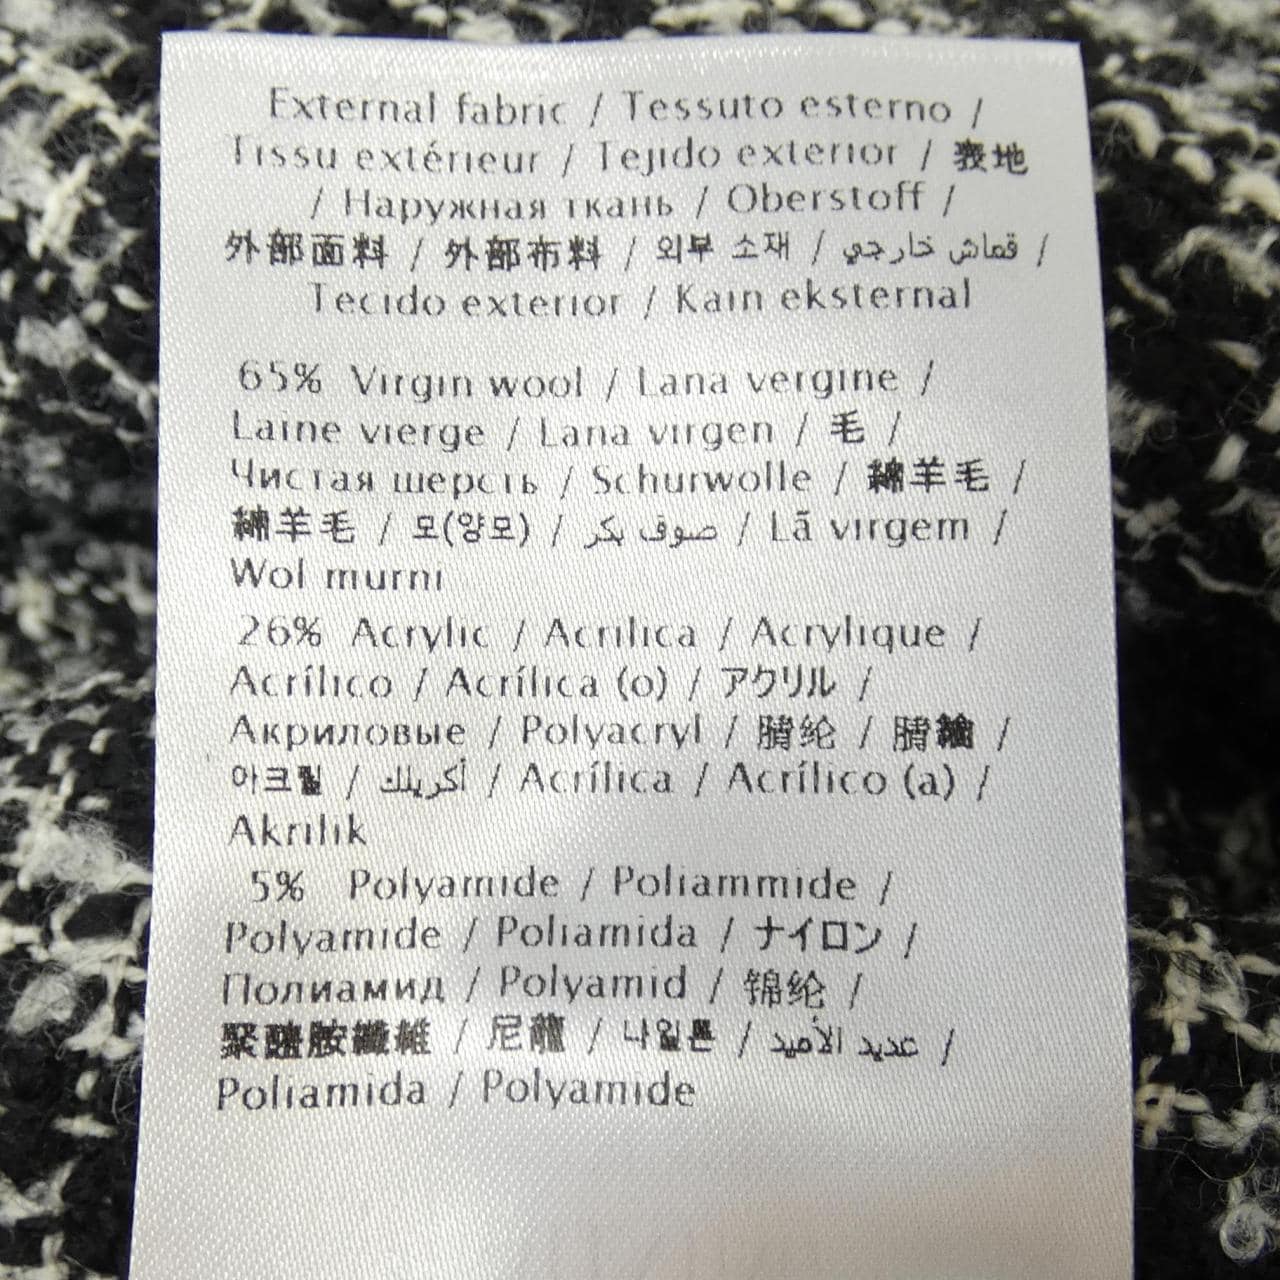 External fabric / Tessuto esterno /
Tissu extérieur / Tejido exterior / 表地
/ Наружная ткань / Oberstoff /
外部面料 / 外部布料 / 외부 소재 / قماش خارجي /
Tecido exterior / Kain eksternal
65% Virgin wool / Lana vergine /
Laine vierge / Lana virgen / 毛 /
Чистая шерсть / Schurwolle / 綿羊毛 /
綿羊毛 / 모(양모) / صوف بكر / Lã virgem /
Wol murni
26% Acrylic / Acrilica / Acrylique /
Acrílico / Acrílica (o) / アクリル /
Акриловые / Polyacryl / 腈纶 / 腈綸 /
아크릴 / أكريلك / Acrílica / Acrílico (a) /
Akrilik
5% Polyamide / Poliammide /
Polyamide / Poliamida / ナイロン /
Полиамид / Polyamid / 锦纶 /
聚醯胺纖維 / 尼龍 / 나일론 / عديد الأميد /
Poliamida / Polyamide